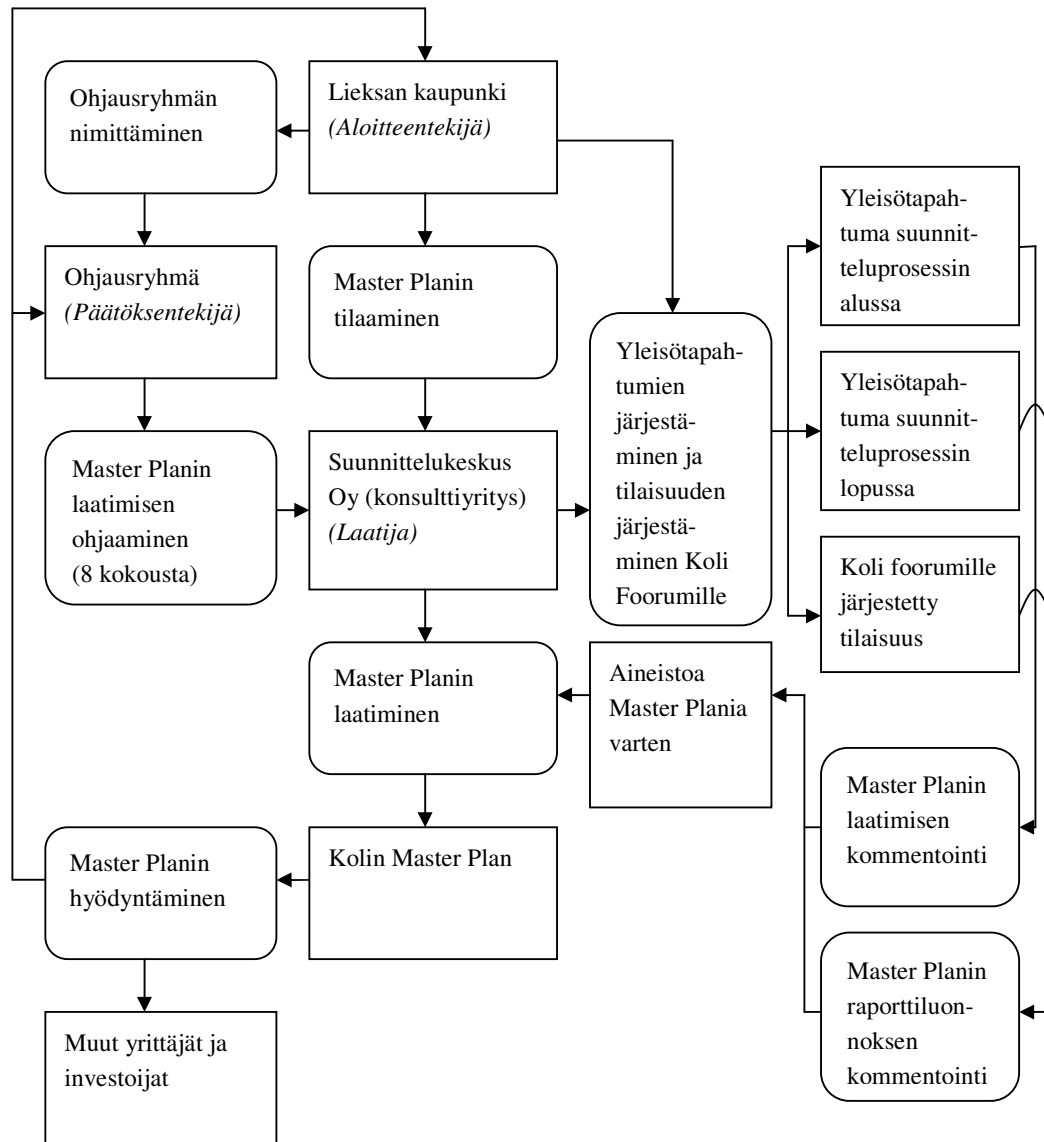 Ohjausryhmän
nimittäminen
Lieksan kaupunki
(Aloitteentekijä)
Ohjausryhmä
(Päätöksentekijä)
Master Planin
tilaaminen
Yleisötapah-
tumien
järjestä-
minen ja
tilaisuuden
järjestä-
minen Koli
Foorumille
Yleisötapah-
tuma suunnit-
teluprosessin
alussa
Yleisötapah-
tuma suunnit-
teluprosessin
lopussa
Koli foorumille
järjestetty
tilaisuus
Master Planin
laatimisen
ohjaaminen
(8 kokousta)
Suunnittelukeskus
Oy (konsulttiyritys)
(Laatija)
Master Planin
laatiminen
Aineistoa
Master Plania
varten
Master Planin
laatimisen
kommentointi
Master Planin
hyödyntäminen
Kolin Master Plan
Master Planin
raporttiluon-
noksen
kommentointi
Muut yrittäjät ja
investoijat